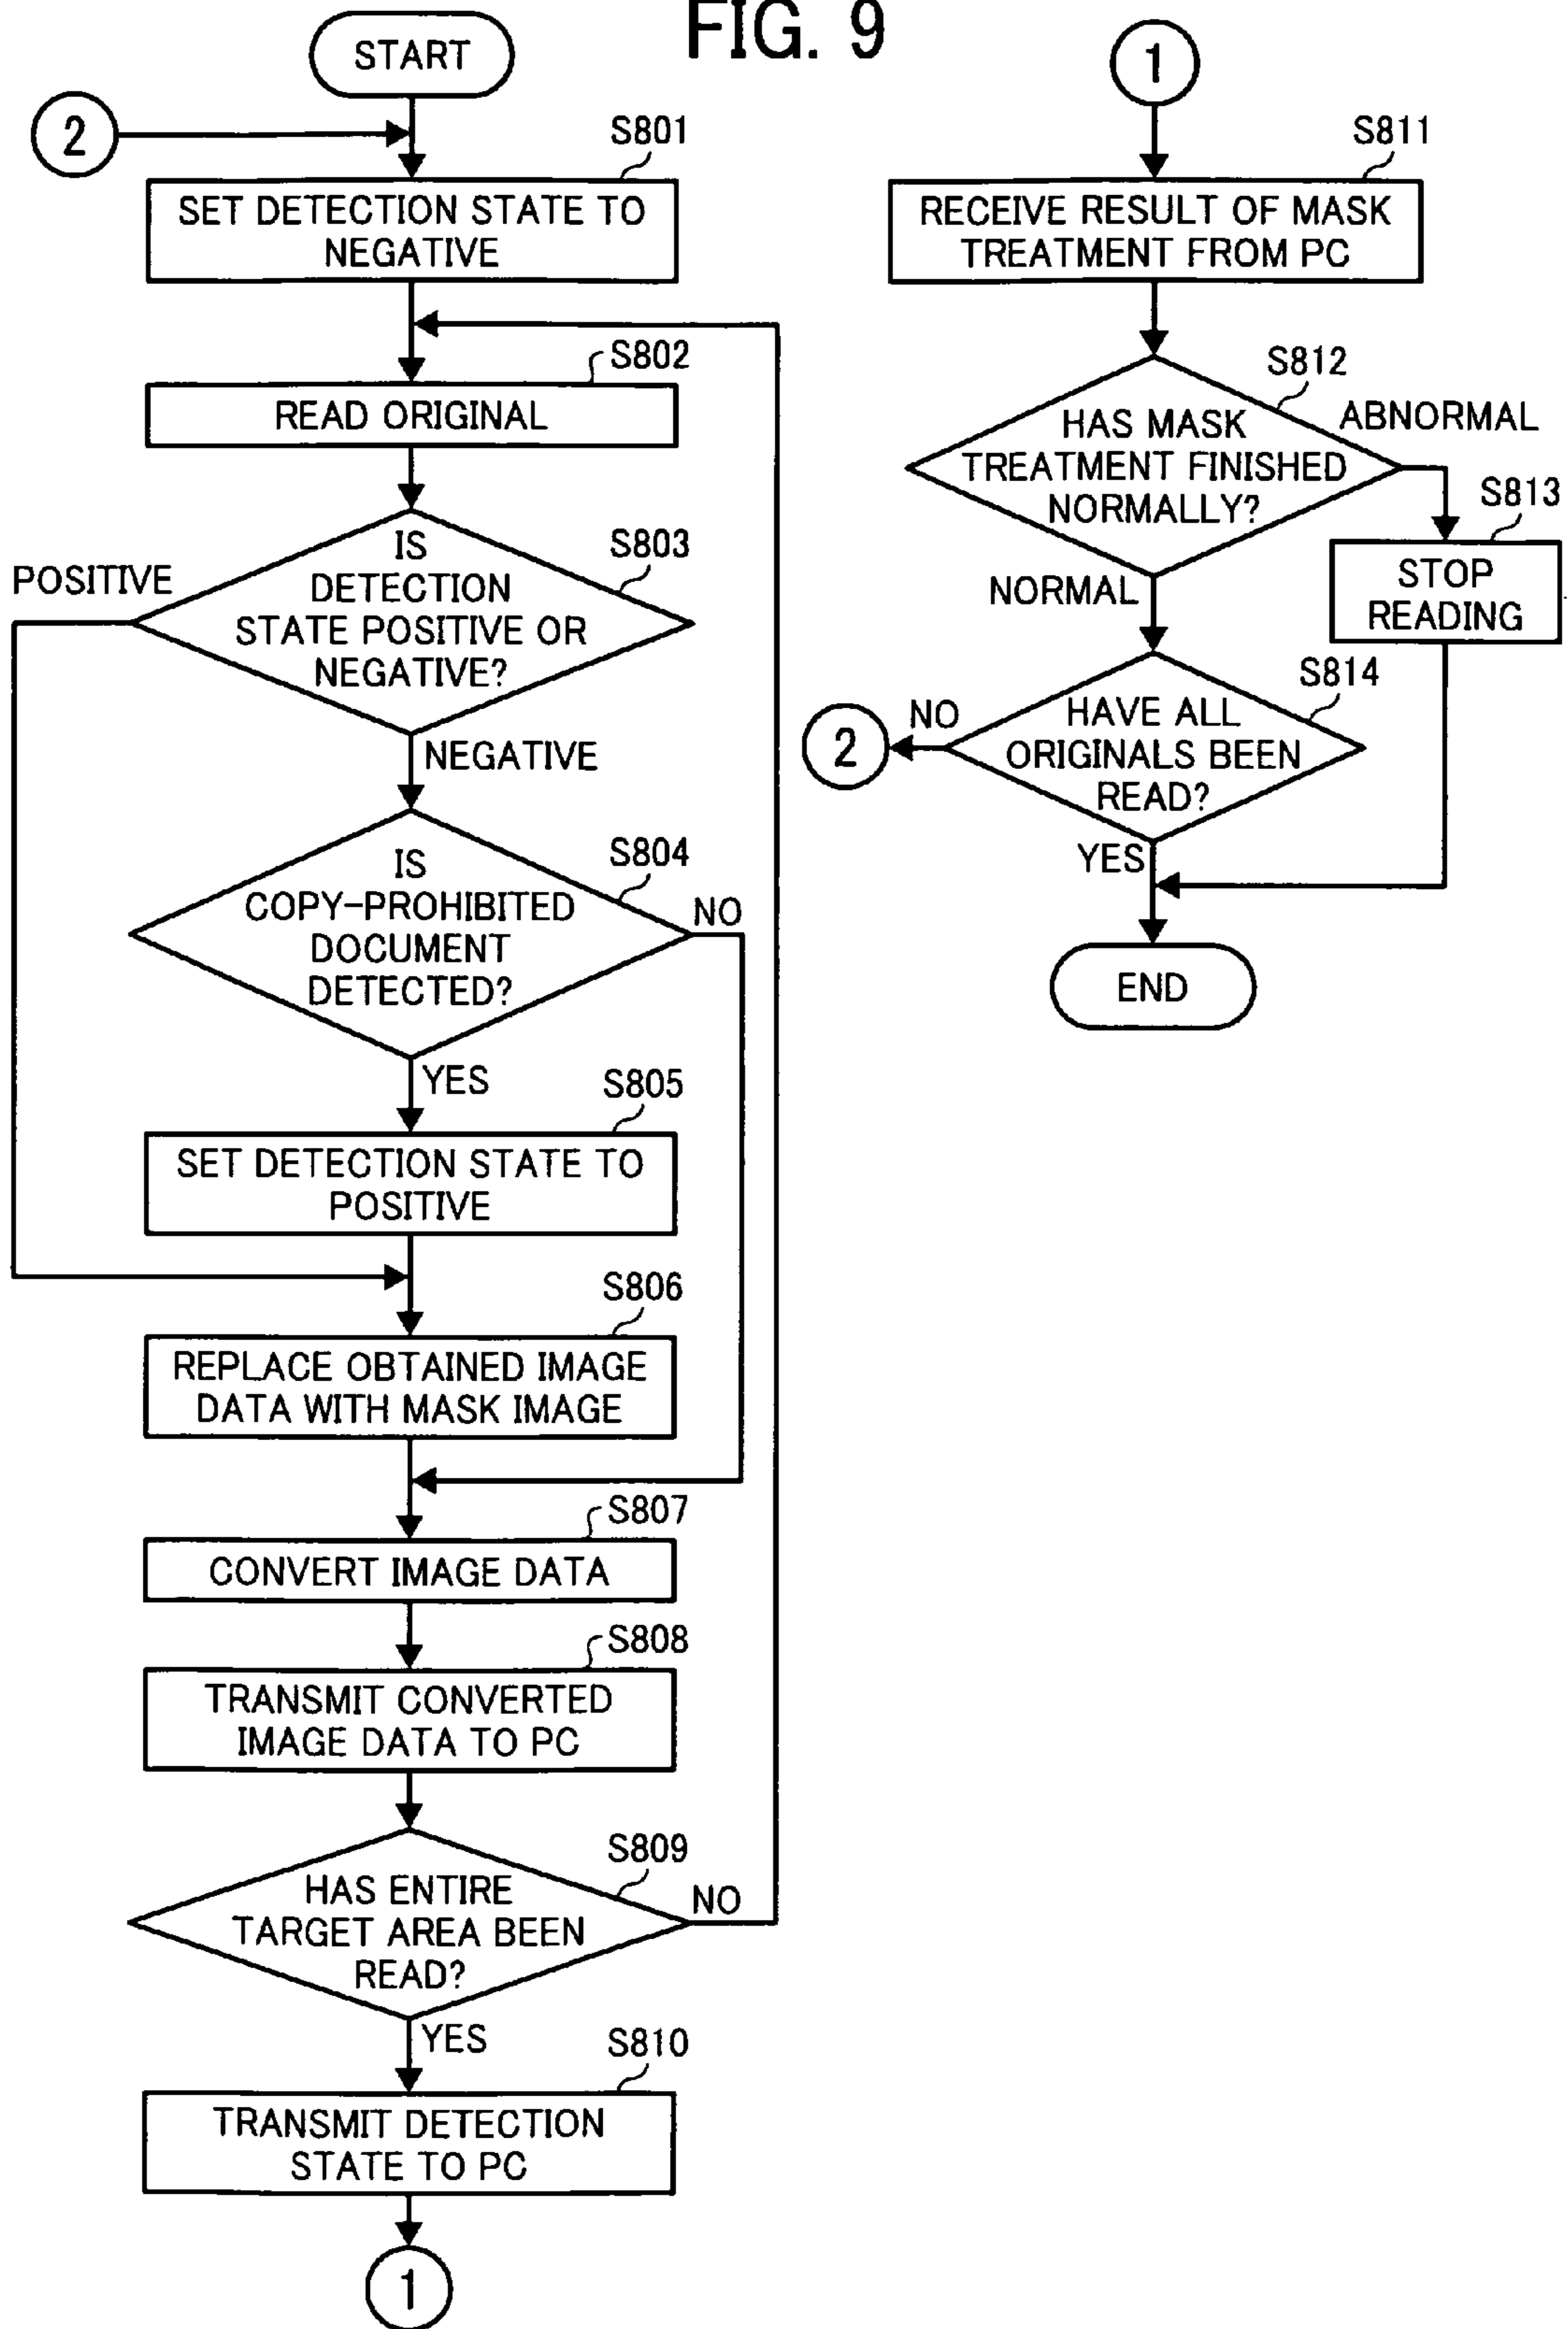 FIG. 9
START
2
S801
SET DETECTION STATE TO
NEGATIVE
S802
READ ORIGINAL
S803
IS
DETECTION
STATE POSITIVE OR
NEGATIVE?
POSITIVE
NEGATIVE
S804
IS
COPY-PROHIBITED
DOCUMENT
DETECTED?
NO
YES
S805
SET DETECTION STATE TO
POSITIVE
S806
REPLACE OBTAINED IMAGE
DATA WITH MASK IMAGE
S807
CONVERT IMAGE DATA
S808
TRANSMIT CONVERTED
IMAGE DATA TO PC
S809
HAS ENTIRE
TARGET AREA BEEN
READ?
NO
YES
S810
TRANSMIT DETECTION
STATE TO PC
1
1
S811
RECEIVE RESULT OF MASK
TREATMENT FROM PC
S812
HAS MASK
TREATMENT FINISHED
NORMALLY?
ABNORMAL
S813
STOP
READING
NORMAL
S814
HAVE ALL
ORIGINALS BEEN
READ?
NO
2
YES
END